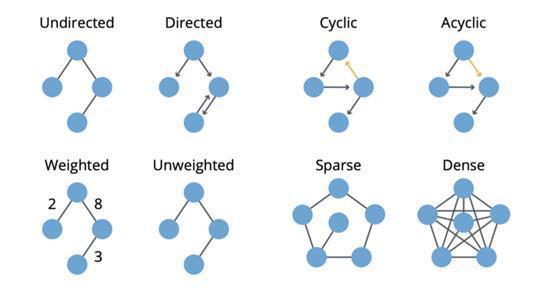 Undirected
Directed
Cyclic
Acyclic
Weighted
Unweighted
Sparse
Dense
2
8
3